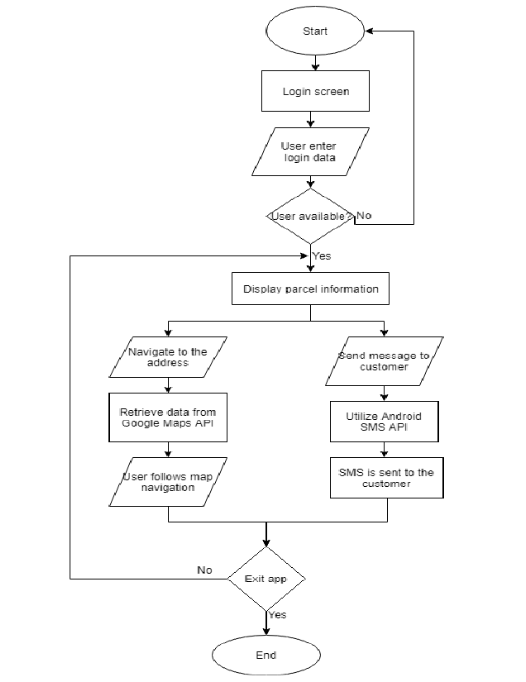 Start
Login screen
User enter
login data
User available?
No
Yes
Display parcel information
Navigate to the
address
Send message to
customer
Retrieve data from
Google Maps API
Utilize Android
SMS API
User follows map
navigation
SMS is sent to the
customer
No
Exit app
Yes
End